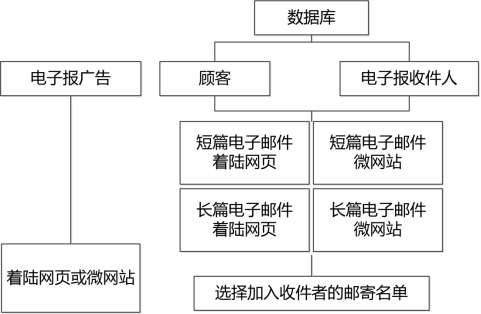 数据库
电子报广告
顾客
电子报收件人
短篇电子邮件
着陆网页
短篇电子邮件
微网站
长篇电子邮件
着陆网页
长篇电子邮件
微网站
着陆网页或微网站
选择加入收件者的邮寄名单